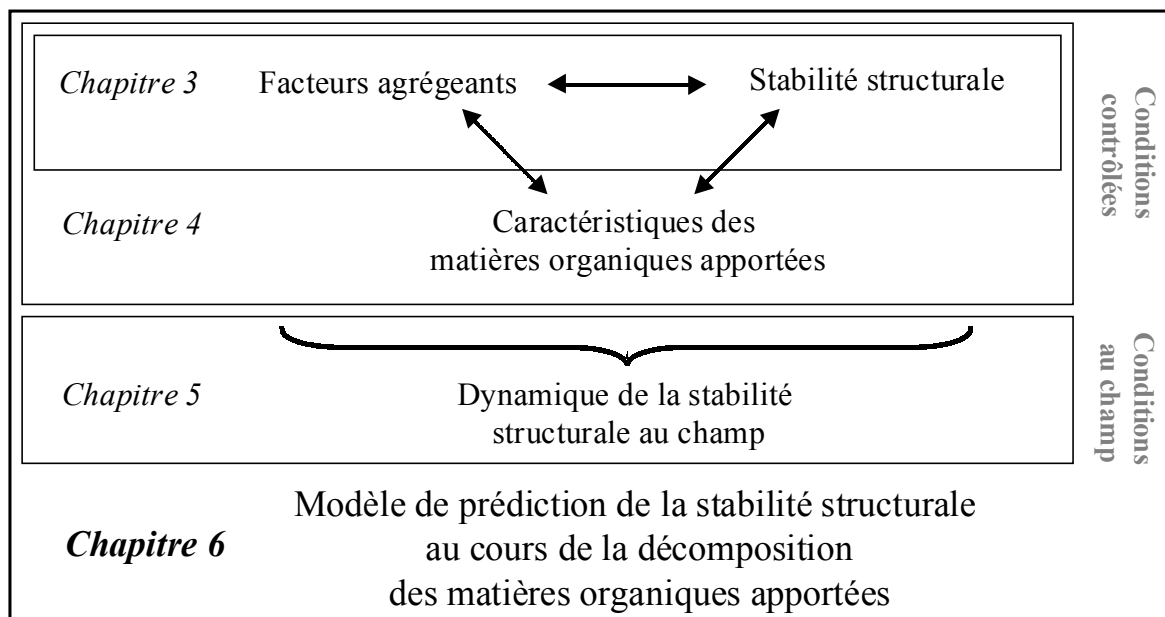 Chapitre 3 Facteurs agrégeants Stabilité structurale
Chapitre 4 Caractéristiques des
matières organiques apportées
Conditions
contrôlées
Chapitre 5 Dynamique de la stabilité
structurale au champ
Conditions
au champ
Modèle de prédiction de la stabilité structurale
Chapitre 6 au cours de la décomposition
des matières organiques apportées